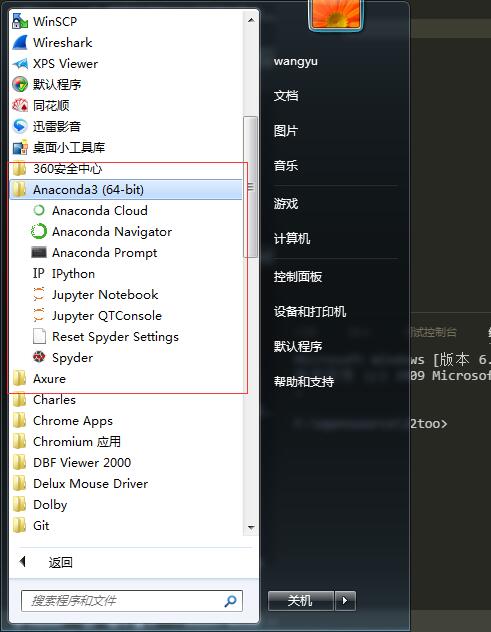 WinSCP
Wireshark
XPS Viewer
默认程序
同花顺
迅雷影音
桌面小工具库
360安全中心
Anaconda3 (64-bit)
Anaconda Cloud
Anaconda Navigator
Anaconda Prompt
IP IPython
Jupyter Notebook
Jupyter QTConsole
Reset Spyder Settings
Spyder
Axure
Charles
Chrome Apps
Chromium 应用
DBF Viewer 2000
Delux Mouse Driver
Dolby
Git
返回
搜索程序和文件
wangyu
文档
图片
音乐
游戏
计算机
控制面板
设备和打印机
默认程序
帮助和支持
关机
试控制台
Microsoft Windows [版本 6.
2009 Microsof
2too>